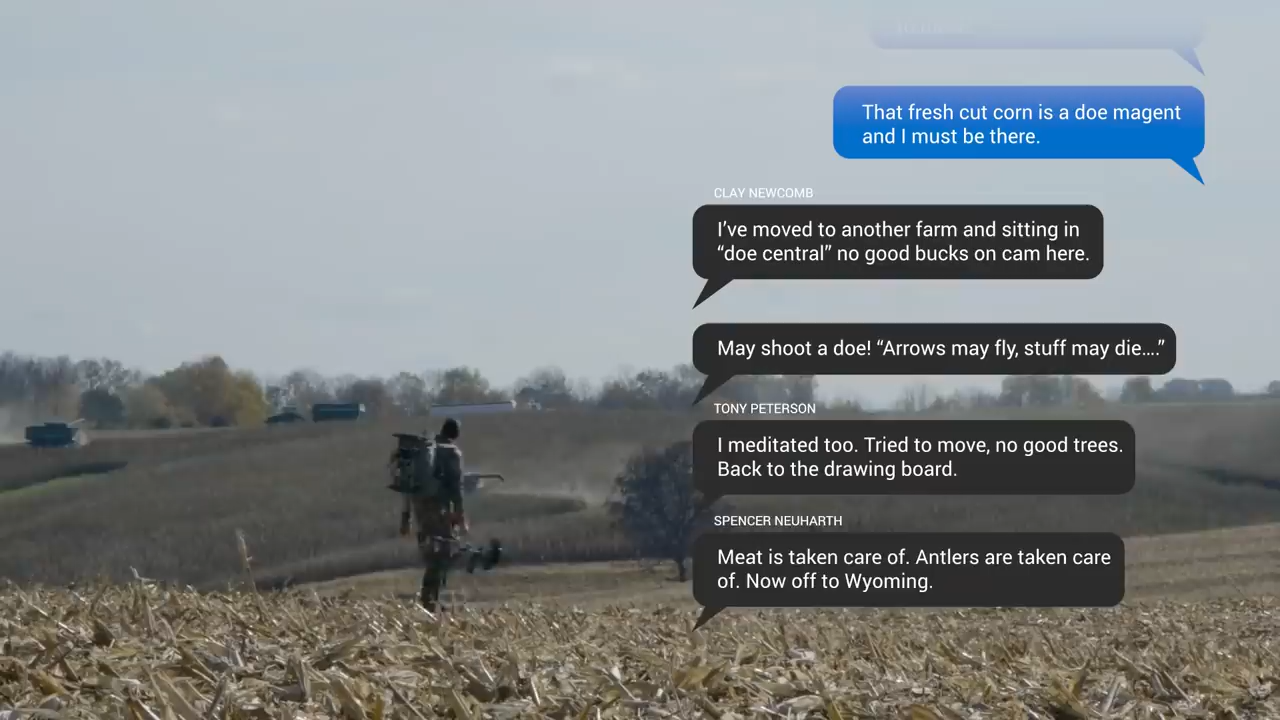 That fresh cut corn is a doe magent
and I must be there.
CLAY NEWCOMB
I've moved to another farm and sitting in
“doe central” no good bucks on cam here.
May shoot a doe! “Arrows may fly, stuff may die....”
TONY PETERSON
I meditated too. Tried to move, no good trees.
Back to the drawing board.
SPENCER NEUHARTH
Meat is taken care of. Antlers are taken care
of. Now off to Wyoming.